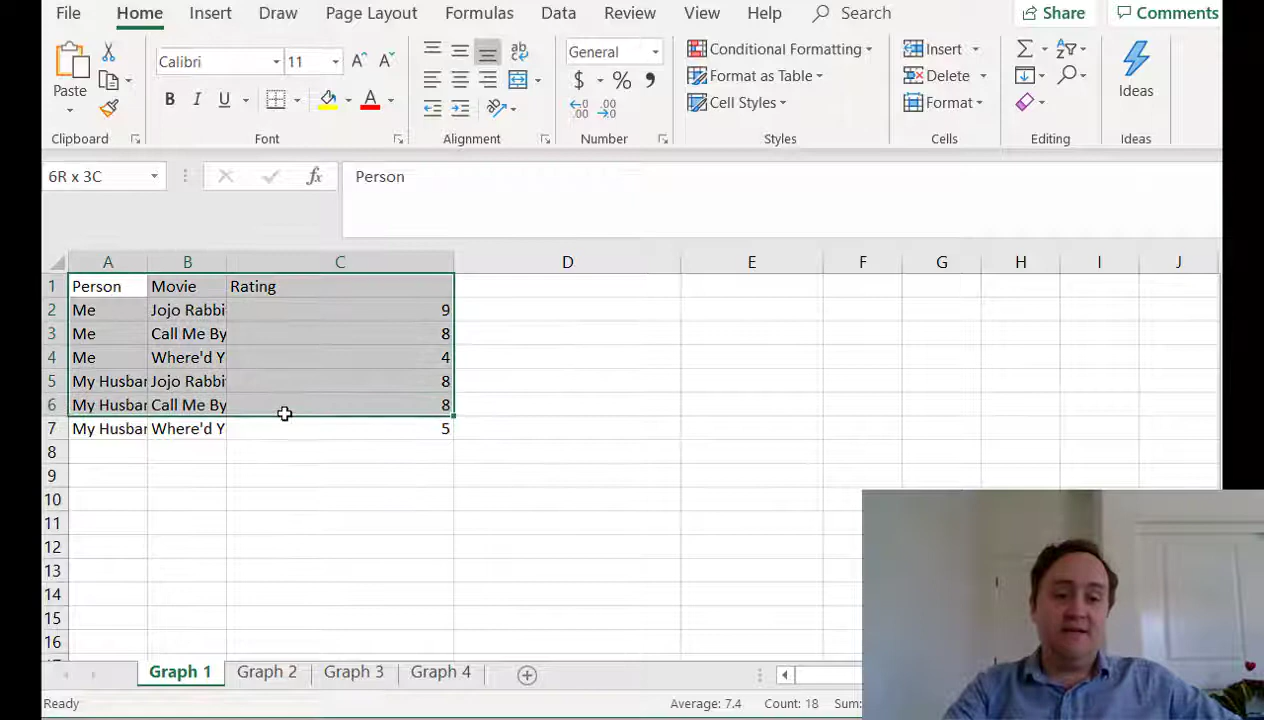 File Home Insert Draw Page Layout Formulas Data Review View Help Search Share Comments
Paste
Calibri 11
B I U A
ab
General
$ % ,
.00 .00
Conditional Formatting
Format as Table
Cell Styles
Insert
Delete
Format
Ideas
Clipboard Font Alignment Number Styles Cells Editing Ideas
6R x 3C fx Person
A B C D E F G H I J
1 Person Movie Rating
2 Me Jojo Rabbi 9
3 Me Call Me By 8
4 Me Where'd Y 4
5 My Husbar Jojo Rabbi 8
6 My Husbar Call Me By 8
7 My Husbar Where'd Y 5
8
9
10
11
12
13
14
15
16
Graph 1 Graph 2 Graph 3 Graph 4
Ready Average: 7.4 Count: 18 Sum: